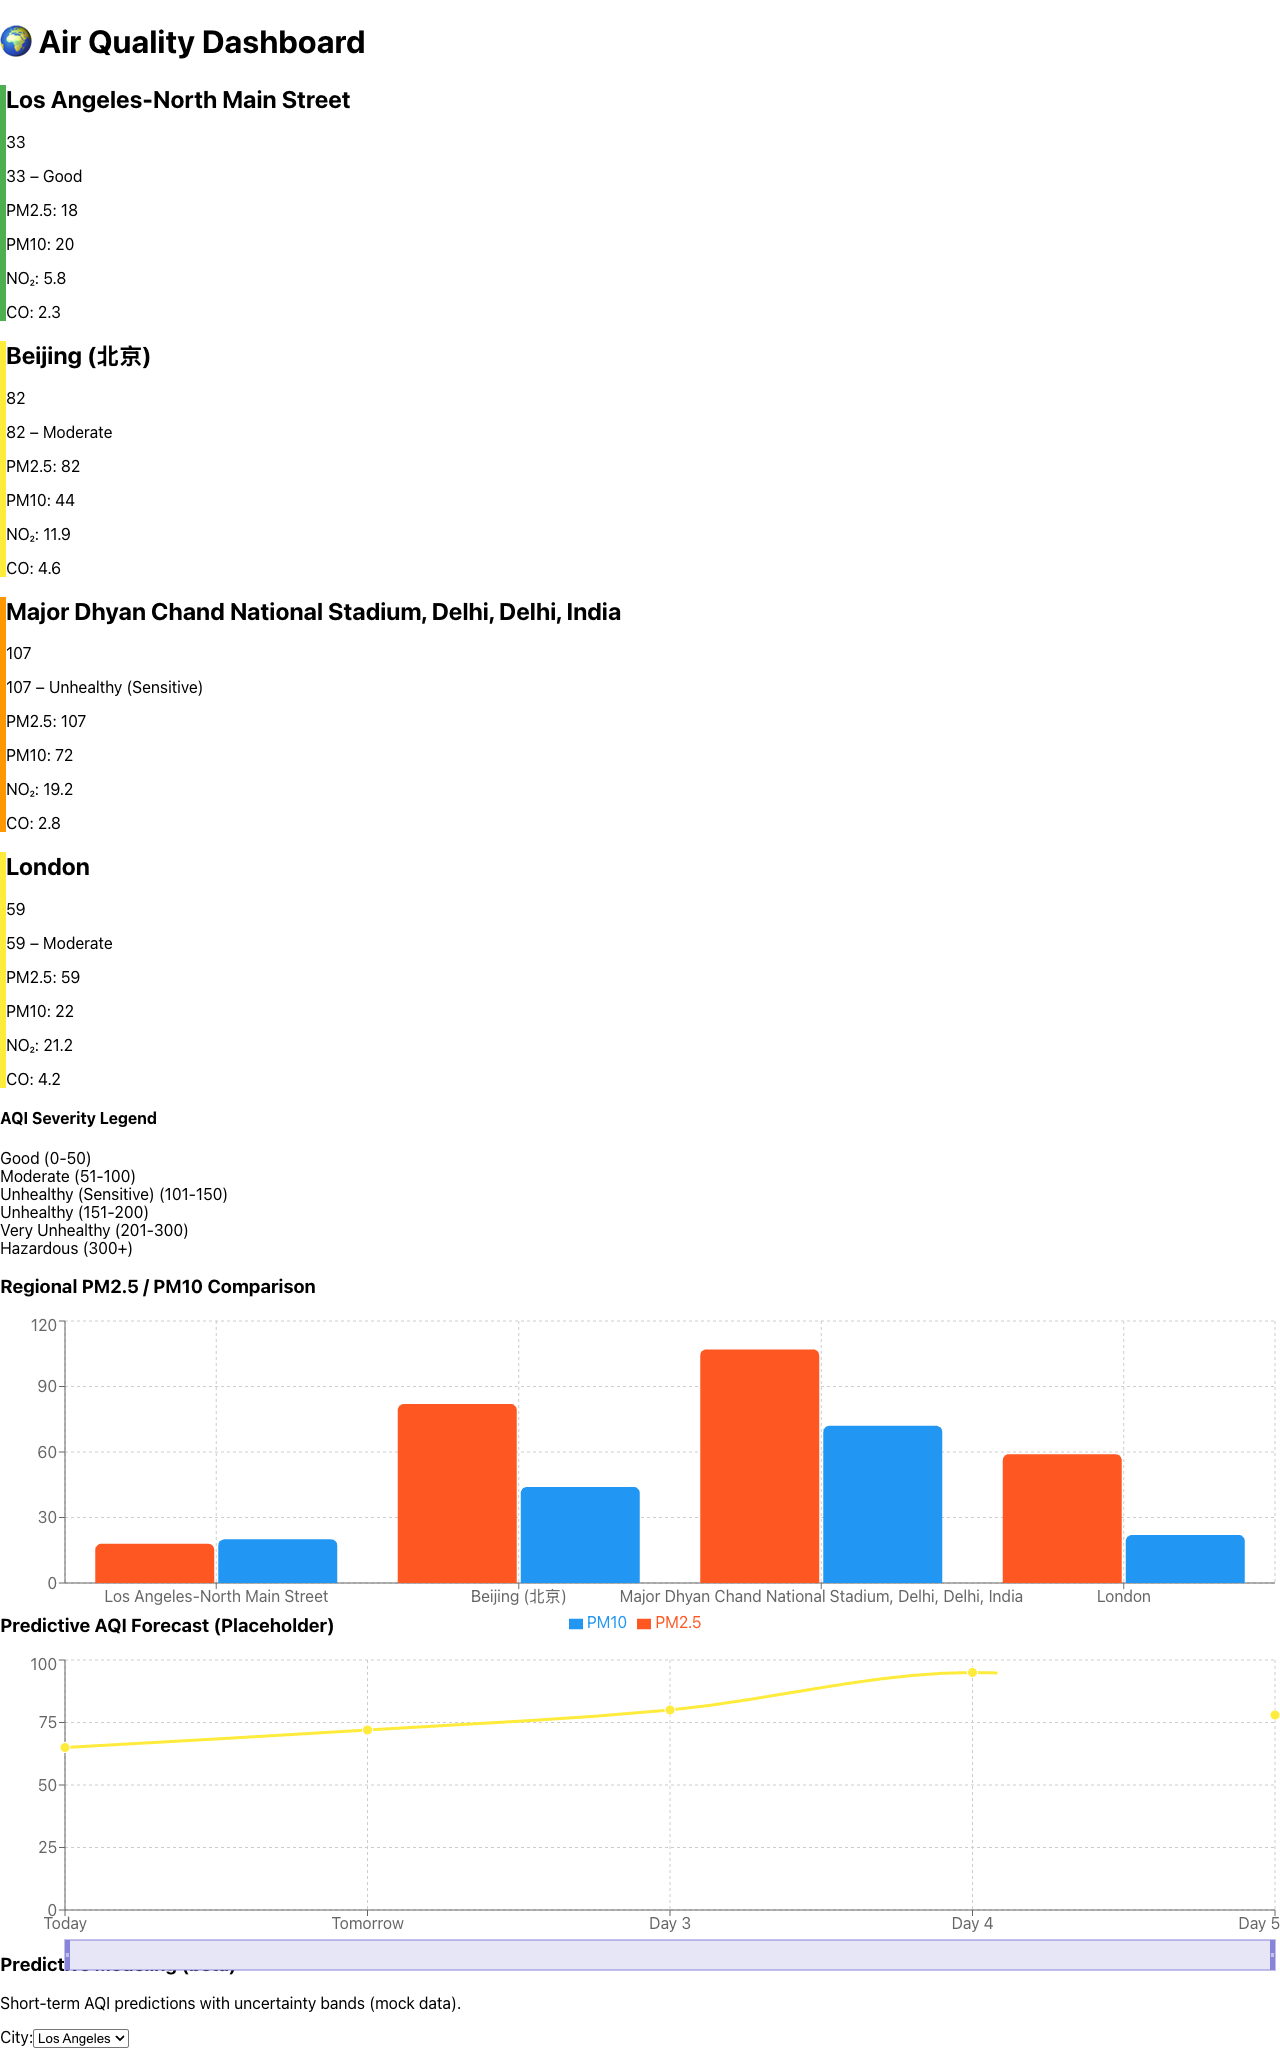 🌍 Air Quality Dashboard
Los Angeles-North Main Street
33
33 – Good
PM2.5: 18
PM10: 20
NO₂: 5.8
CO: 2.3
Beijing (北京)
82
82 – Moderate
PM2.5: 82
PM10: 44
NO₂: 11.9
CO: 4.6
Major Dhyan Chand National Stadium, Delhi, Delhi, India
107
107 – Unhealthy (Sensitive)
PM2.5: 107
PM10: 72
NO₂: 19.2
CO: 2.8
London
59
59 – Moderate
PM2.5: 59
PM10: 22
NO₂: 21.2
CO: 4.2
AQI Severity Legend
Good (0-50)
Moderate (51-100)
Unhealthy (Sensitive) (101-150)
Unhealthy (151-200)
Very Unhealthy (201-300)
Hazardous (300+)
Regional PM2.5 / PM10 Comparison
120
90
60
30
0
Los Angeles-North Main Street Beijing (北京) Major Dhyan Chand National Stadium, Delhi, Delhi, India London
PM10 PM2.5
Predictive AQI Forecast (Placeholder)
100
75
50
25
0
Today Tomorrow Day 3 Day 4 Day 5
Short-term AQI predictions with uncertainty bands (mock data).
City: Los Angeles